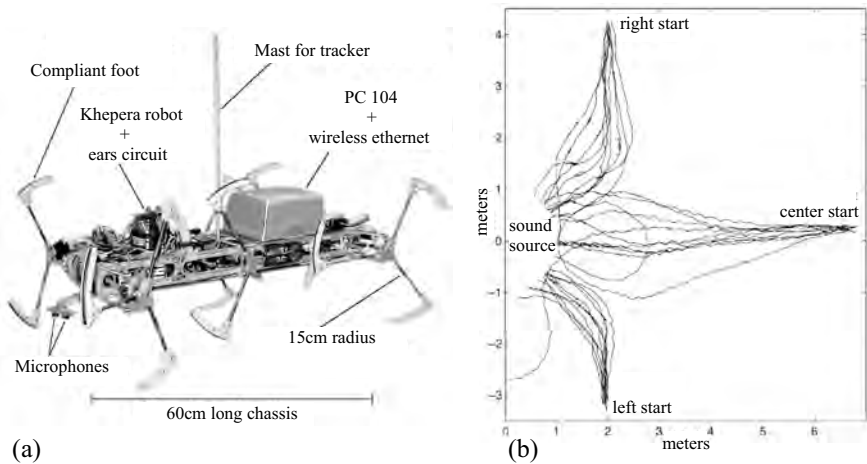 Mast for tracker
Compliant foot
Khepera robot
+
ears circuit
PC 104
+
wireless ethernet
15cm radius
Microphones
60cm long chassis
(a)
4
3
2
1
0
−1
−2
−3
meters
right start
center start
sound
source
left start
0
1
2
3
4
5
6
meters
(b)